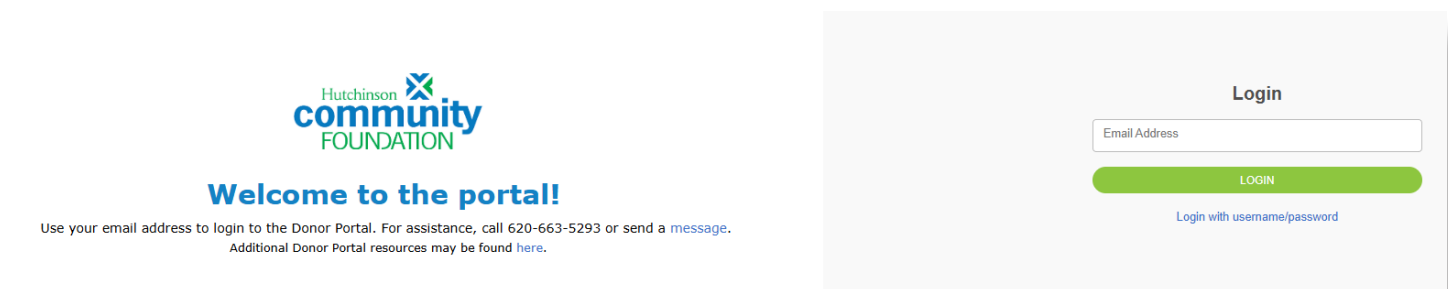 Hutchinson
community
FOUNDATION
Welcome to the portal!
Use your email address to login to the Donor Portal. For assistance, call 620-663-5293 or send a message.
Additional Donor Portal resources may be found here.
Login
Email Address
LOGIN
Login with username/password